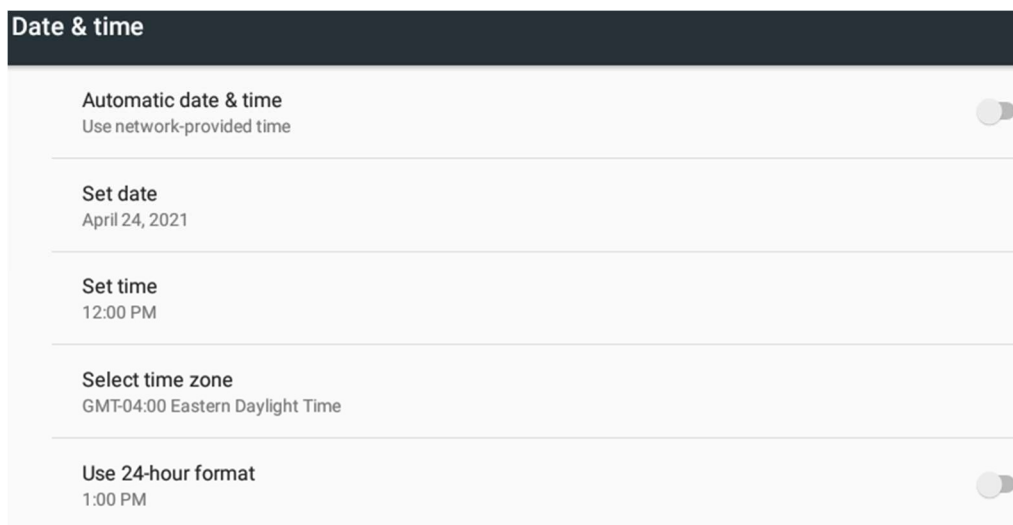 Date & time
Automatic date & time
Use network-provided time
Set date
April 24, 2021
Set time
12:00 PM
Select time zone
GMT-04:00 Eastern Daylight Time
Use 24-hour format
1:00 PM